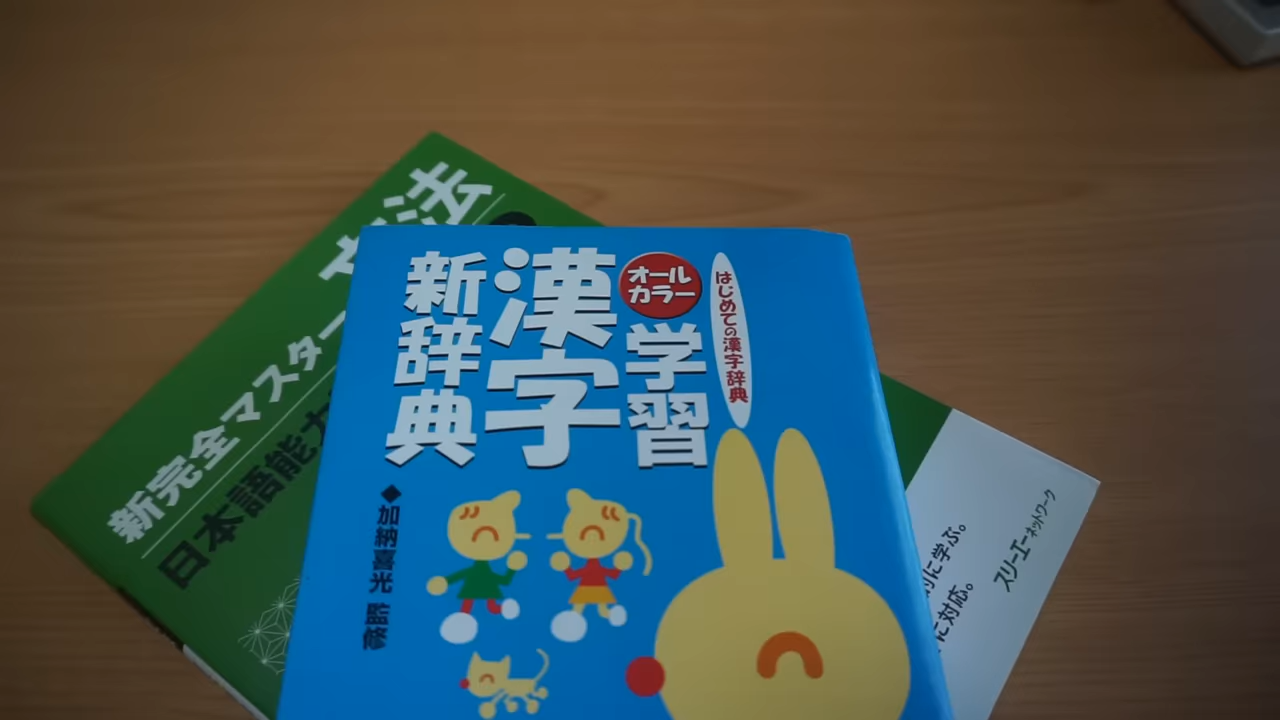 はじめての漢字辞典
オールカラー
学習
漢字
新辞典
◆加納喜光 監修
文法
新完全マスター
日本語能力
的に学ぶ。
に対応。
スリーエーネットワーク